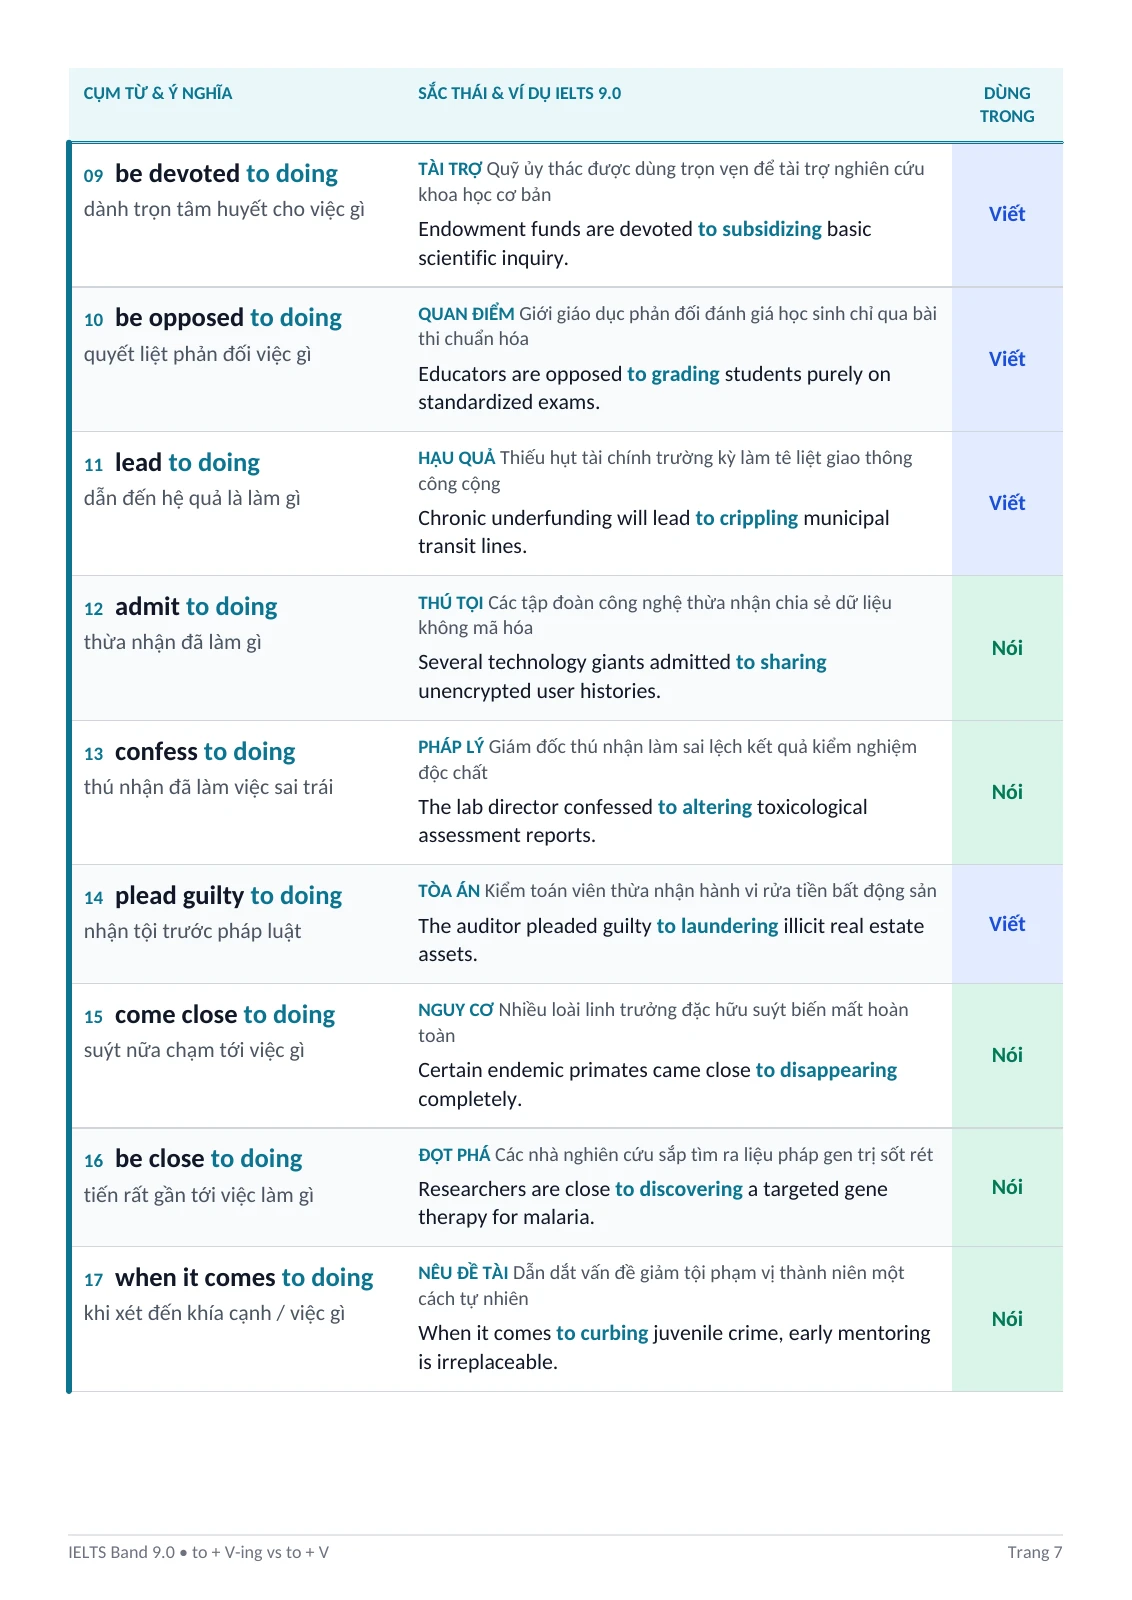 CỤM TỪ & Ý NGHĨA
SẮC THÁI & VÍ DỤ IELTS 9.0
DÙNG
TRONG
09 be devoted to doing
dành trọn tâm huyết cho việc gì
TÀI TRỢ Quỹ ủy thác được dùng trọn vẹn để tài trợ nghiên cứu
khoa học cơ bản
Endowment funds are devoted to subsidizing basic
scientific inquiry.
Viết
10 be opposed to doing
quyết liệt phản đối việc gì
QUAN ĐIỂM Giới giáo dục phản đối đánh giá học sinh chỉ qua bài
thi chuẩn hóa
Educators are opposed to grading students purely on
standardized exams.
Viết
11 lead to doing
dẫn đến hệ quả là làm gì
HẬU QUẢ Thiếu hụt tài chính trường kỳ làm tê liệt giao thông
công cộng
Chronic underfunding will lead to crippling municipal
transit lines.
Viết
12 admit to doing
thừa nhận đã làm gì
THÚ TỌI Các tập đoàn công nghệ thừa nhận chia sẻ dữ liệu
không mã hóa
Several technology giants admitted to sharing
unencrypted user histories.
Nói
13 confess to doing
thú nhận đã làm việc sai trái
PHÁP LÝ Giám đốc thú nhận làm sai lệch kết quả kiểm nghiệm
độc chất
The lab director confessed to altering toxicological
assessment reports.
Nói
14 plead guilty to doing
nhận tội trước pháp luật
TÒA ÁN Kiểm toán viên thừa nhận hành vi rửa tiền bất động sản
The auditor pleaded guilty to laundering illicit real estate
assets.
Viết
15 come close to doing
suýt nữa chạm tới việc gì
NGUY CƠ Nhiều loài linh trưởng đặc hữu suýt biến mất hoàn
toàn
Certain endemic primates came close to disappearing
completely.
Nói
16 be close to doing
tiến rất gần tới việc làm gì
ĐỘT PHÁ Các nhà nghiên cứu sắp tìm ra liệu pháp gen trị sốt rét
Researchers are close to discovering a targeted gene
therapy for malaria.
Nói
17 when it comes to doing
khi xét đến khía cạnh / việc gì
NÊU ĐỀ TÀI Dẫn dắt vấn đề giảm tội phạm vị thành niên một
cách tự nhiên
When it comes to curbing juvenile crime, early mentoring
is irreplaceable.
Nói
IELTS Band 9.0 • to + V-ing vs to + V
Trang 7